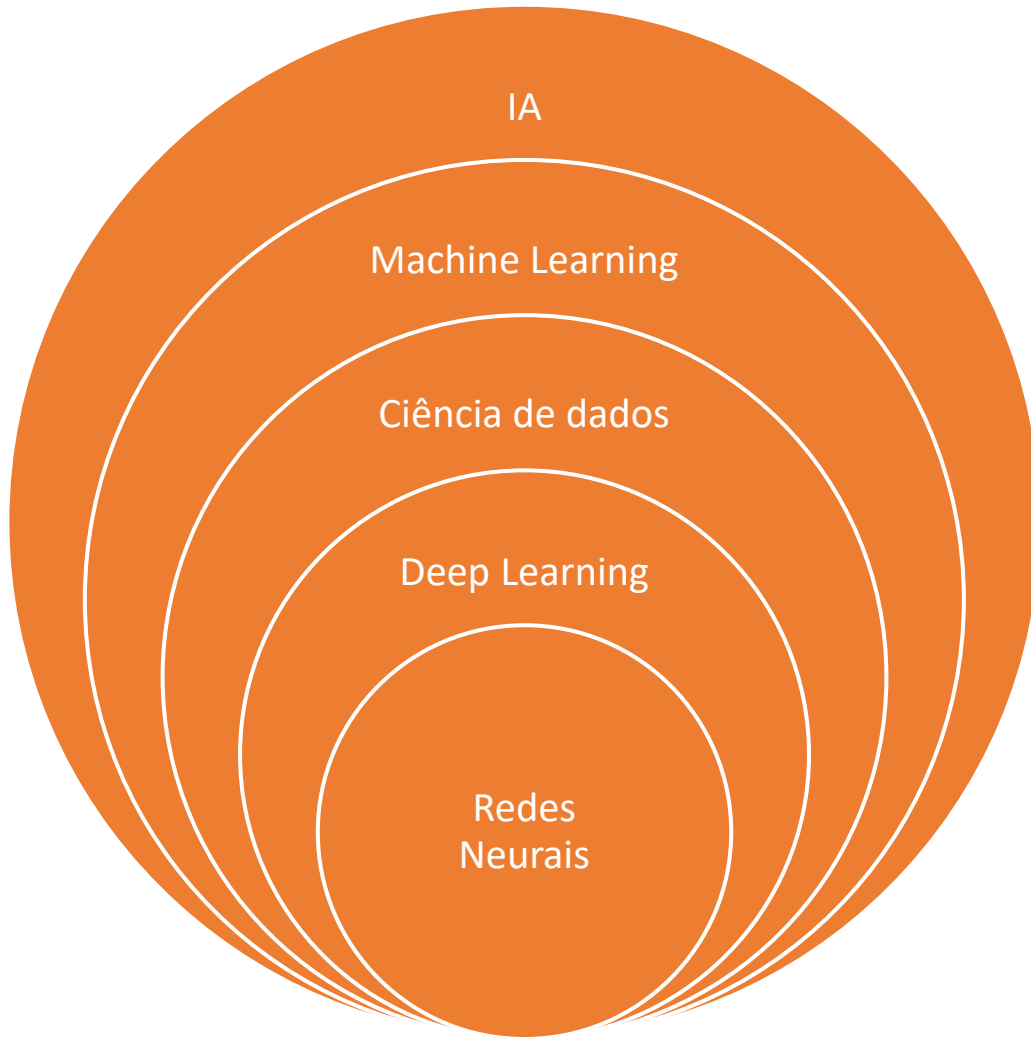 IA
Machine Learning
Ciência de dados
Deep Learning
Redes
Neurais